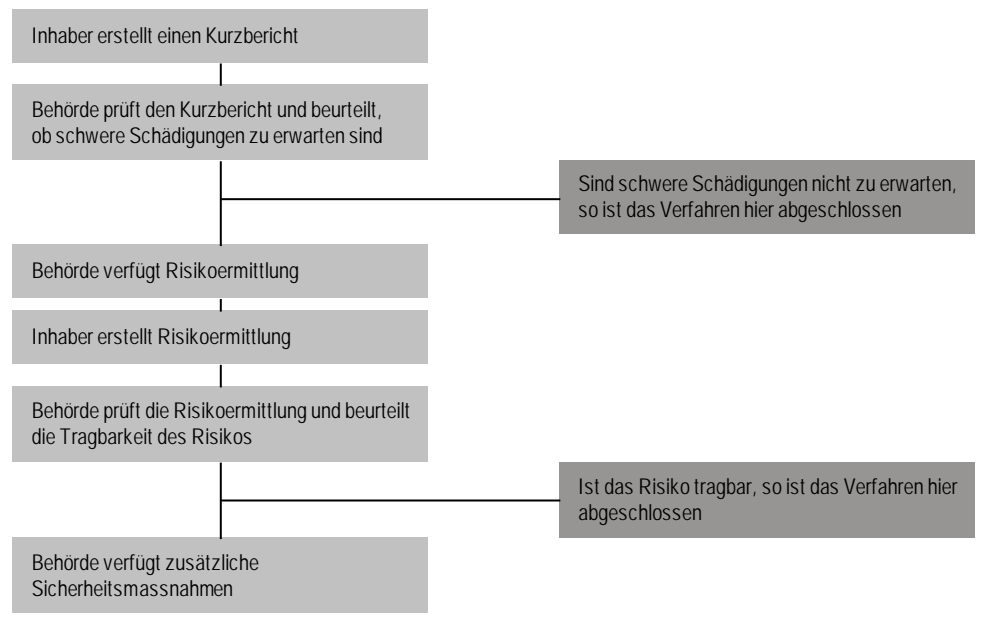 Inhaber erstellt einen Kurzbericht
Behörde prüft den Kurzbericht und beurteilt,
ob schwere Schädigungen zu erwarten sind
Sind schwere Schädigungen nicht zu erwarten,
so ist das Verfahren hier abgeschlossen
Behörde verfügt Risikoermittlung
Inhaber erstellt Risikoermittlung
Behörde prüft die Risikoermittlung und beurteilt
die Tragbarkeit des Risikos
Ist das Risiko tragbar, so ist das Verfahren hier
abgeschlossen
Behörde verfügt zusätzliche
Sicherheitsmassnahmen